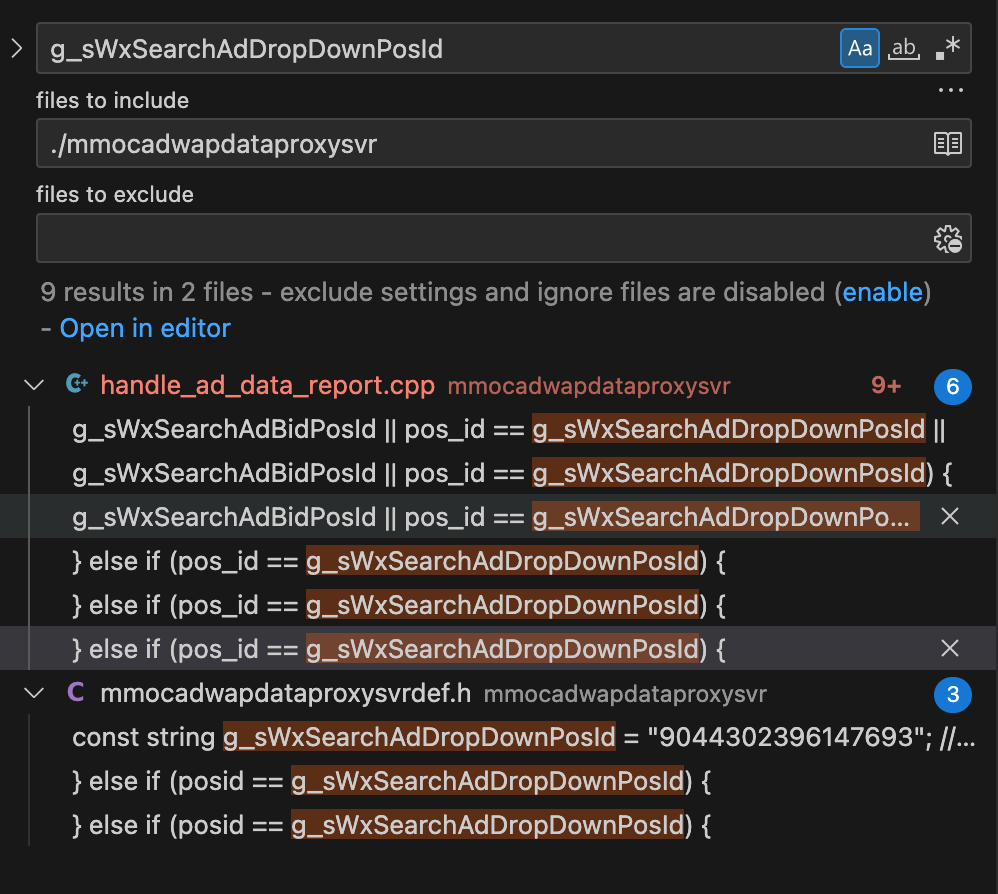 g_sWxSearchAdDropDownPosId Aa ab .*
...
files to include
./mmocadwapdataproxysvr
files to exclude
9 results in 2 files - exclude settings and ignore files are disabled (enable)
- Open in editor
handle_ad_data_report.cpp mmocadwapdataproxysvr 9+ 6
g_sWxSearchAdBidPosId || pos_id == g_sWxSearchAdDropDownPosId ||
g_sWxSearchAdBidPosId || pos_id == g_sWxSearchAdDropDownPosId) {
g_sWxSearchAdBidPosId || pos_id == g_sWxSearchAdDropDownPo...
} else if (pos_id == g_sWxSearchAdDropDownPosId) {
} else if (pos_id == g_sWxSearchAdDropDownPosId) {
} else if (pos_id == g_sWxSearchAdDropDownPosId) {
C mmocadwapdataproxysvrdef.h mmocadwapdataproxysvr 3
const string g_sWxSearchAdDropDownPosId = "9044302396147693"; //...
} else if (posid == g_sWxSearchAdDropDownPosId) {
} else if (posid == g_sWxSearchAdDropDownPosId) {